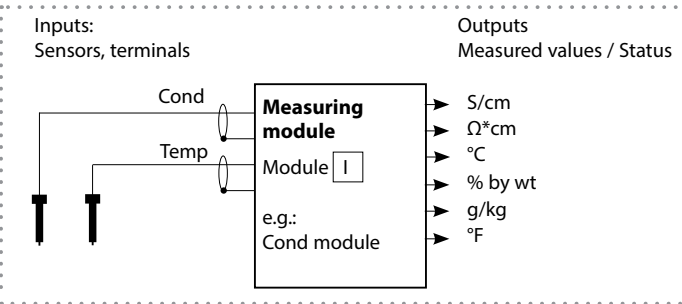 Inputs:
Sensors, terminals
Outputs
Measured values / Status
Cond
Temp
Measuring
module
Module I
e.g.:
Cond module
S/cm
Ω*cm
°C
% by wt
g/kg
°F